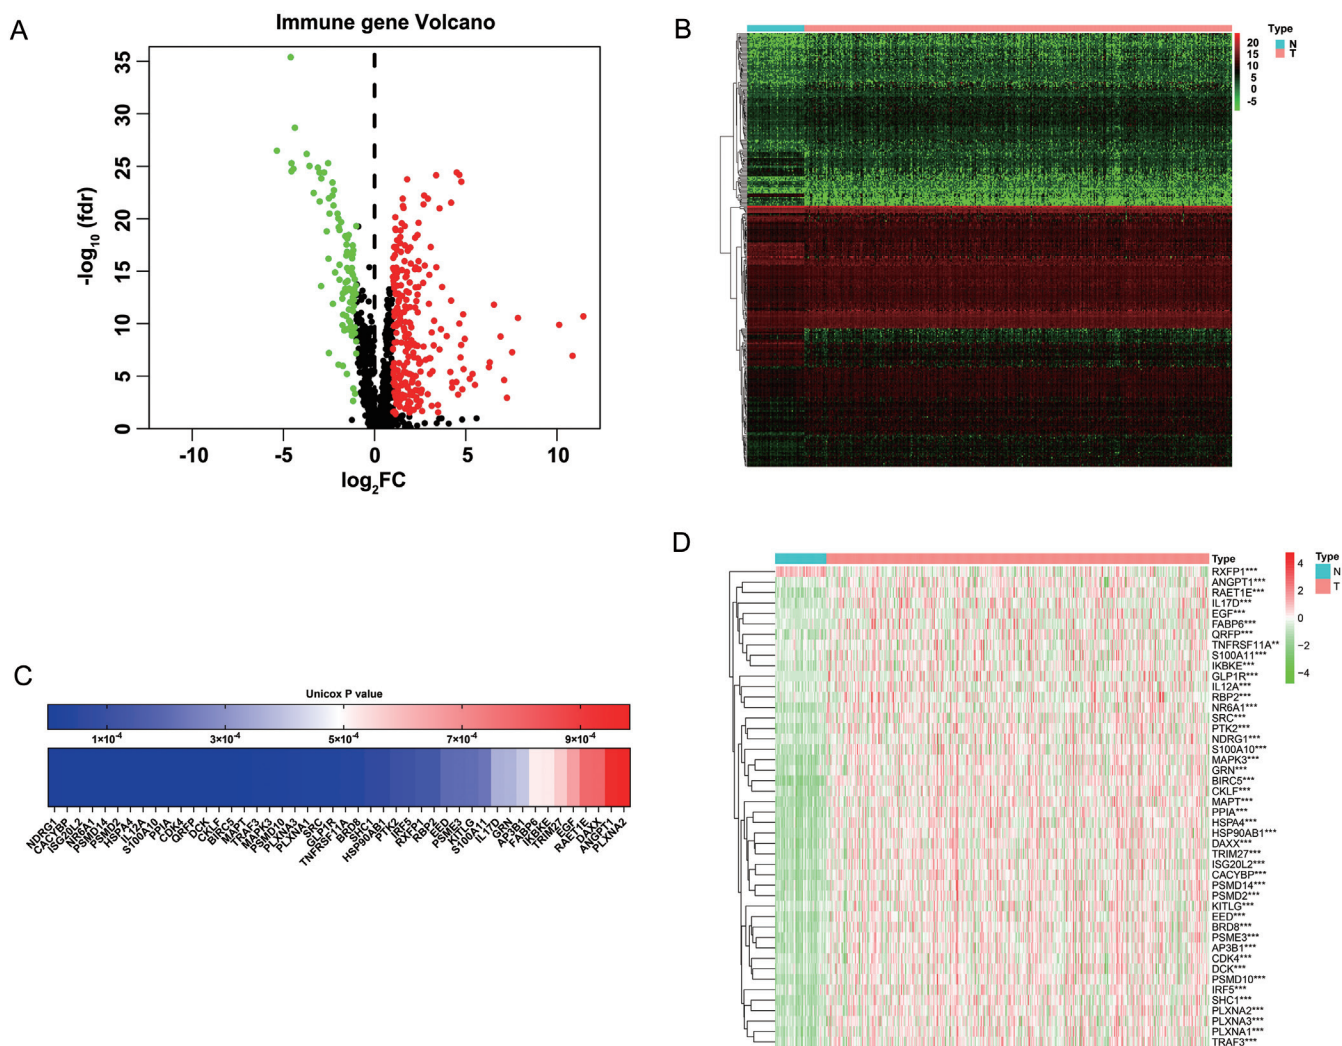 A
Immune gene Volcano
35
30
25
20
15
10
5
0
-log10 (fdr)
-10
-5
0
5
10
log2FC
B
Type
N
T
20
15
10
5
0
-5
C
Unicox P value
1×10-4
3×10-4
5×10-4
7×10-4
9×10-4
NDRG1
CACYBP
ISG20L2
NR6A1
PSMD14
PSMD2
HSPA4
IL12A
S100A10
PPIA
CDK4
QRFP
DCK
CKLF
BIRC5
MAPT
TRAF3
MAPK3
PSMD10
PLXNA3
PLXNA1
SRC
GLP1R
TNFRSF11A
BRD8
SHC1
HSP90AB1
PTK2
IRF5
RXFP1
RBP2
EED
PSME3
KITLG
S100A11
IL17D
GRN
AP3B1
FABP6
IKBKE
TRIM27
EGF
RAET1E
DAXX
ANGPT1
PLXNA2
D
Type
RXFP1***
ANGPT1***
RAET1E***
IL17D***
EGF***
FABP6***
QRFP***
TNFRSF11A**
S100A11***
IKBKE***
GLP1R***
IL12A***
RBP2***
NR6A1***
SRC***
PTK2***
NDRG1***
S100A10***
MAPK3***
GRN***
BIRC5***
CKLF***
MAPT***
PPIA***
HSPA4***
HSP90AB1***
DAXX***
TRIM27***
ISG20L2***
CACYBP***
PSMD14***
PSMD2***
KITLG***
EED***
BRD8***
PSME3***
AP3B1***
CDK4***
DCK***
PSMD10***
IRF5***
SHC1***
PLXNA2***
PLXNA3***
PLXNA1***
TRAF3***
4
2
0
−2
−4
Type
N
T